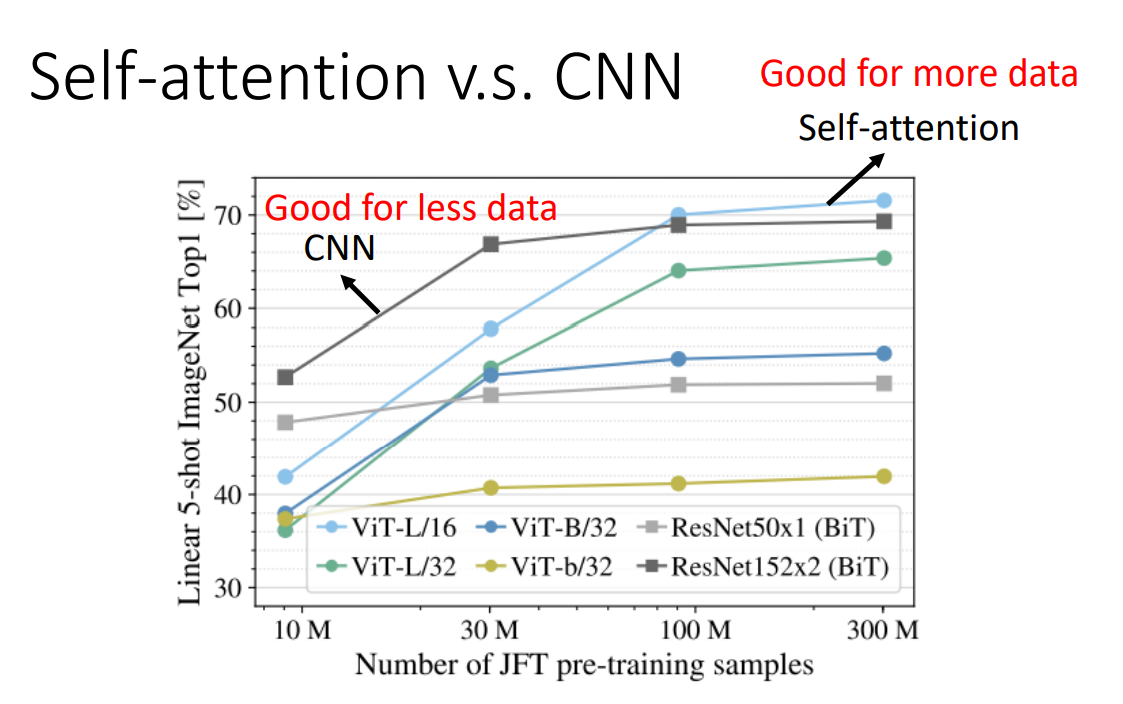 Self-attention v.s. CNN
Good for more data
Self-attention
Good for less data
CNN
Linear 5-shot ImageNet Top1 [%]
70
60
50
40
30
ViT-L/16 ViT-B/32 ResNet50x1 (BiT)
ViT-L/32 ViT-b/32 ResNet152x2 (BiT)
10 M 30 M 100 M 300 M
Number of JFT pre-training samples